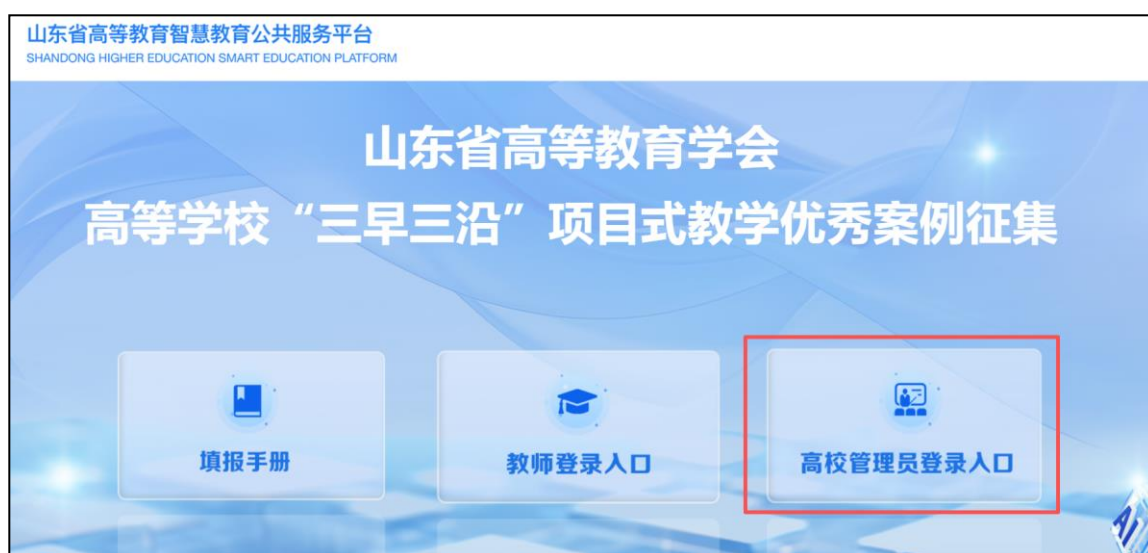 山东省高等教育智慧教育公共服务平台
SHANDONG HIGHER EDUCATION SMART EDUCATION PLATFORM
山东省高等教育学会
高等学校“三早三沿”项目式教学优秀案例征集
填报手册
教师登录入口
高校管理员登录入口
AI